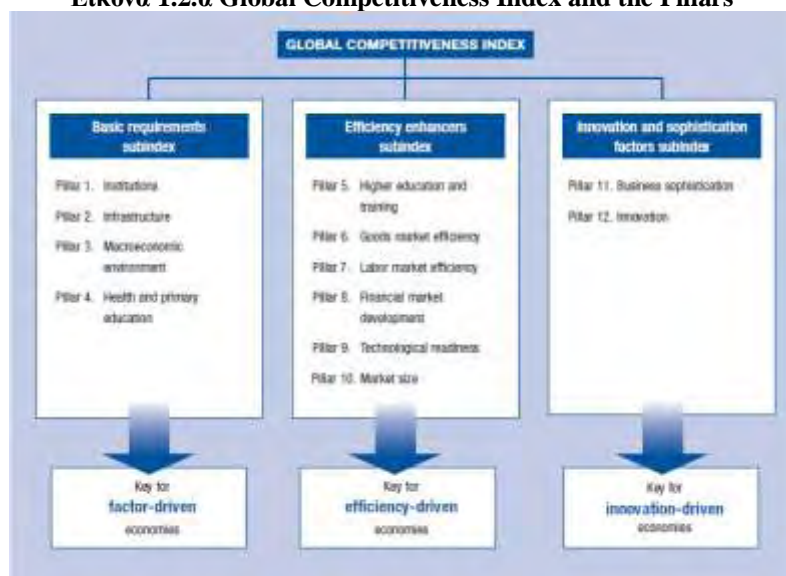 Εικόνα 1.2.α Global Competitiveness Index and the Pillars
GLOBAL COMPETITIVENESS INDEX
Basic requirements
subindex
Pillar 1. Institutions
Pillar 2. Infrastructure
Pillar 3. Macroeconomic
environment
Pillar 4. Health and primary
education
Key for
factor-driven
economies
Efficiency enhancers
subindex
Pillar 5. Higher education and
training
Pillar 6. Goods market efficiency
Pillar 7. Labor market efficiency
Pillar 8. Financial market
development
Pillar 9. Technological readiness
Pillar 10. Market size
Key for
efficiency-driven
economies
Innovation and sophistication
factors subindex
Pillar 11. Business sophistication
Pillar 12. Innovation
Key for
innovation-driven
economies